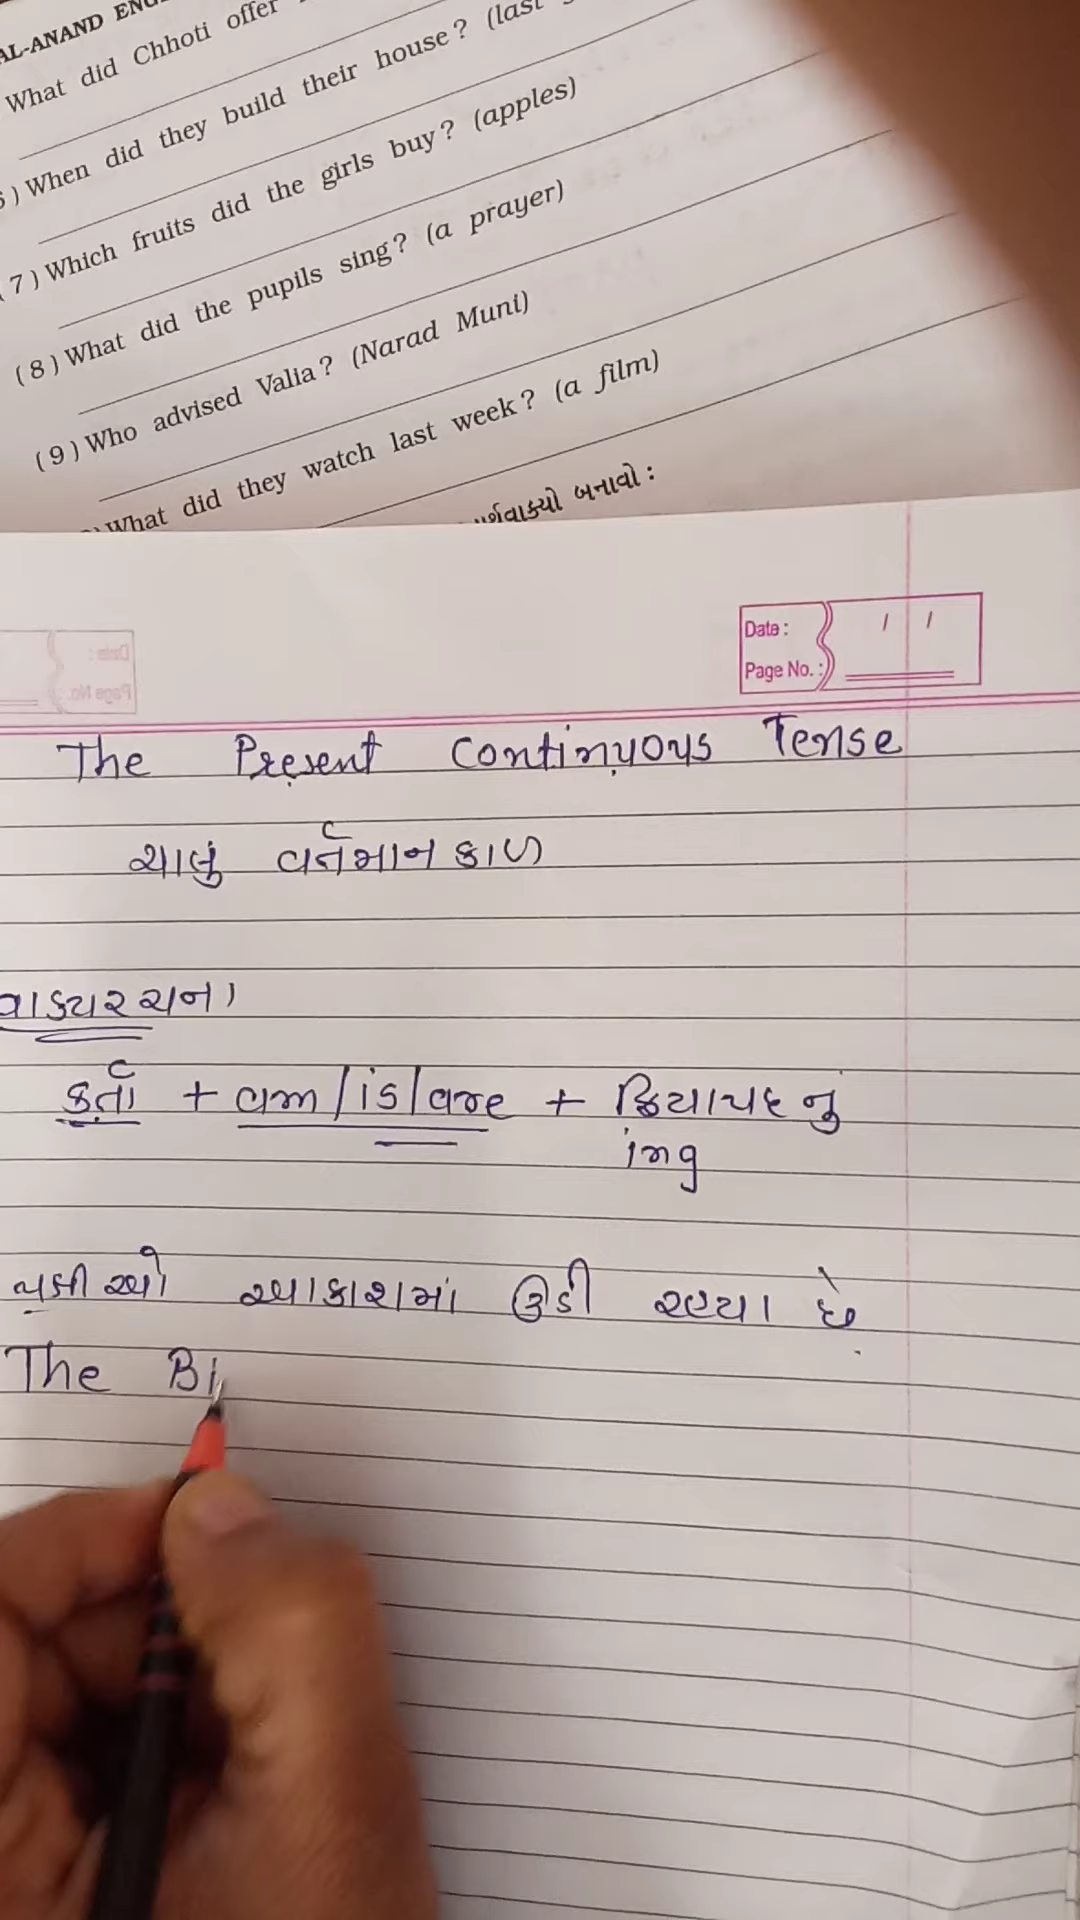 AL-ANAND
What did Chhoti offer
) When did they build their house? (last
7) Which fruits did the girls buy? (apples)
(8) What did the pupils sing? (a prayer)
(9) Who advised Valia? (Narad Muni)
What did they watch last week? (a film)
બનાવો :
Date : / /
Page No. :
The Present Continuous Tense
ચાલું વર્તમાન કાળ
વાક્યરચના
કર્તા + am/is/are + ક્રિયાપદનું
ing
પક્ષીઓ આકાશમાં ઊડી રહ્યા છે.
The Bi